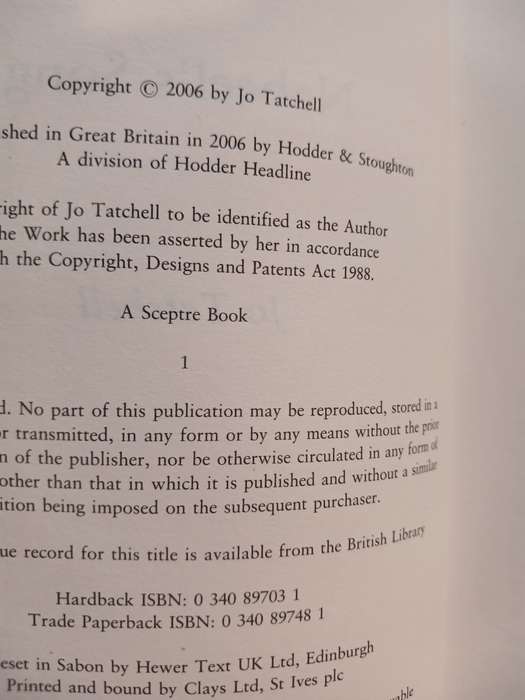 Copyright © 2006 by Jo Tatchell
shed in Great Britain in 2006 by Hodder & Stoughton
A division of Hodder Headline
ight of Jo Tatchell to be identified as the Author
he Work has been asserted by her in accordance
h the Copyright, Designs and Patents Act 1988.
A Sceptre Book
1
d. No part of this publication may be reproduced, stored in a
r transmitted, in any form or by any means without the prior
n of the publisher, nor be otherwise circulated in any form of
other than that in which it is published and without a similar
ition being imposed on the subsequent purchaser.
ue record for this title is available from the British Library
Hardback ISBN: 0 340 89703 1
Trade Paperback ISBN: 0 340 89748 1
eset in Sabon by Hewer Text UK Ltd, Edinburgh
Printed and bound by Clays Ltd, St Ives plc